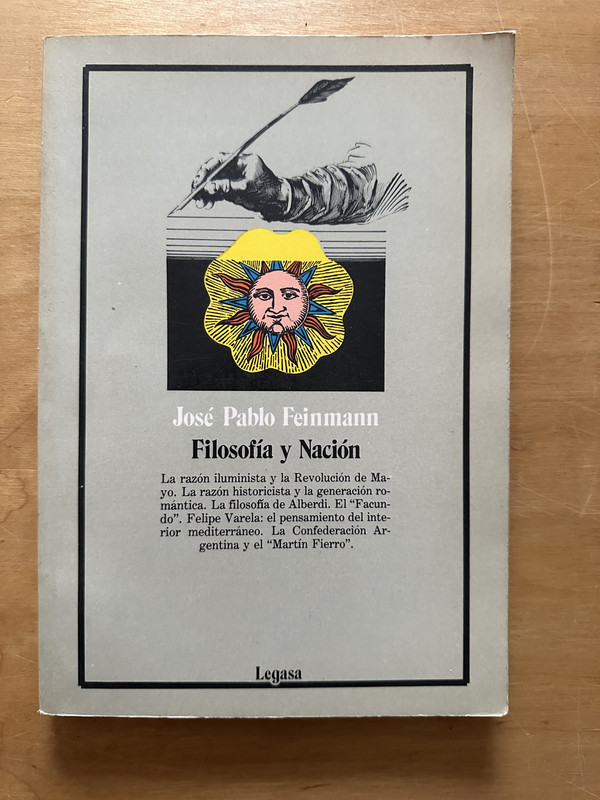 José Pablo Feinmann
Filosofía y Nación
La razón iluminista y la Revolución de Ma-
yo. La razón historicista y la generación ro-
mántica. La filosofía de Alberdi. El “Facun-
do”. Felipe Varela: el pensamiento del inte-
rior mediterráneo. La Confederación Ar-
gentina y el “Martín Fierro”.
Legasa